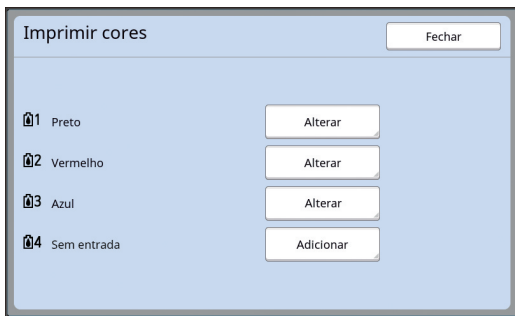 Imprimir cores
Fechar
1 Preto Alterar
2 Vermelho Alterar
3 Azul Alterar
4 Sem entrada Adicionar